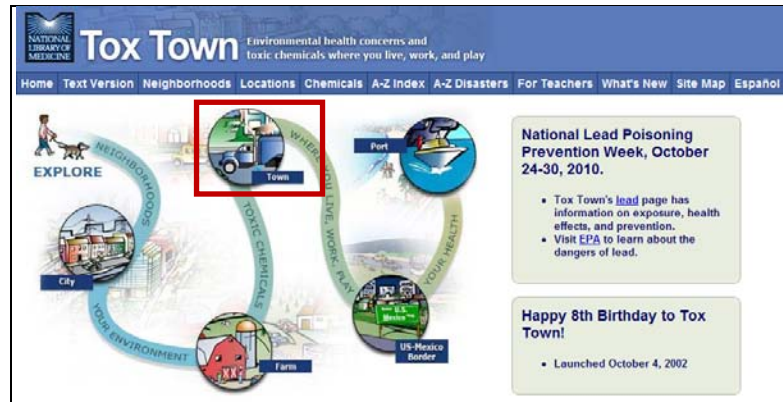 NATIONAL
LIBRARY OF
MEDICINE
Tox Town
Environmental health concerns and
toxic chemicals where you live, work, and play
Home Text Version Neighborhoods Locations Chemicals A-Z Index A-Z Disasters For Teachers What's New Site Map Español
EXPLORE
NEIGHBORHOODS
City
YOUR ENVIRONMENT
Farm
TOXIC CHEMICALS
Town
WHERE YOU LIVE, WORK, PLAY
U.S.
Mexico
US-Mexico
Border
YOUR HEALTH
Port
National Lead Poisoning
Prevention Week, October
24-30, 2010.
• Tox Town's lead page has
information on exposure, health
effects, and prevention.
• Visit EPA to learn about the
dangers of lead.
Happy 8th Birthday to Tox
Town!
• Launched October 4, 2002